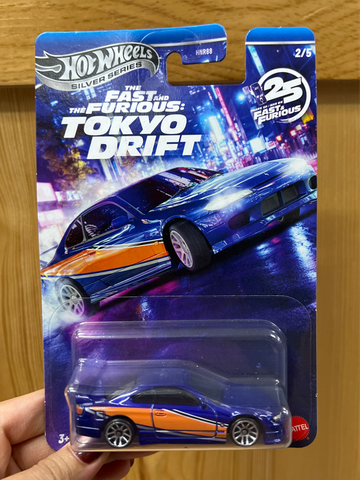 HOT WHEELS
SILVER SERIES
HNR88
2/5
THE
FAST AND
THE FURIOUS:
TOKYO
DRIFT
25
FAST &
FURIOUS
3+
MATTEL